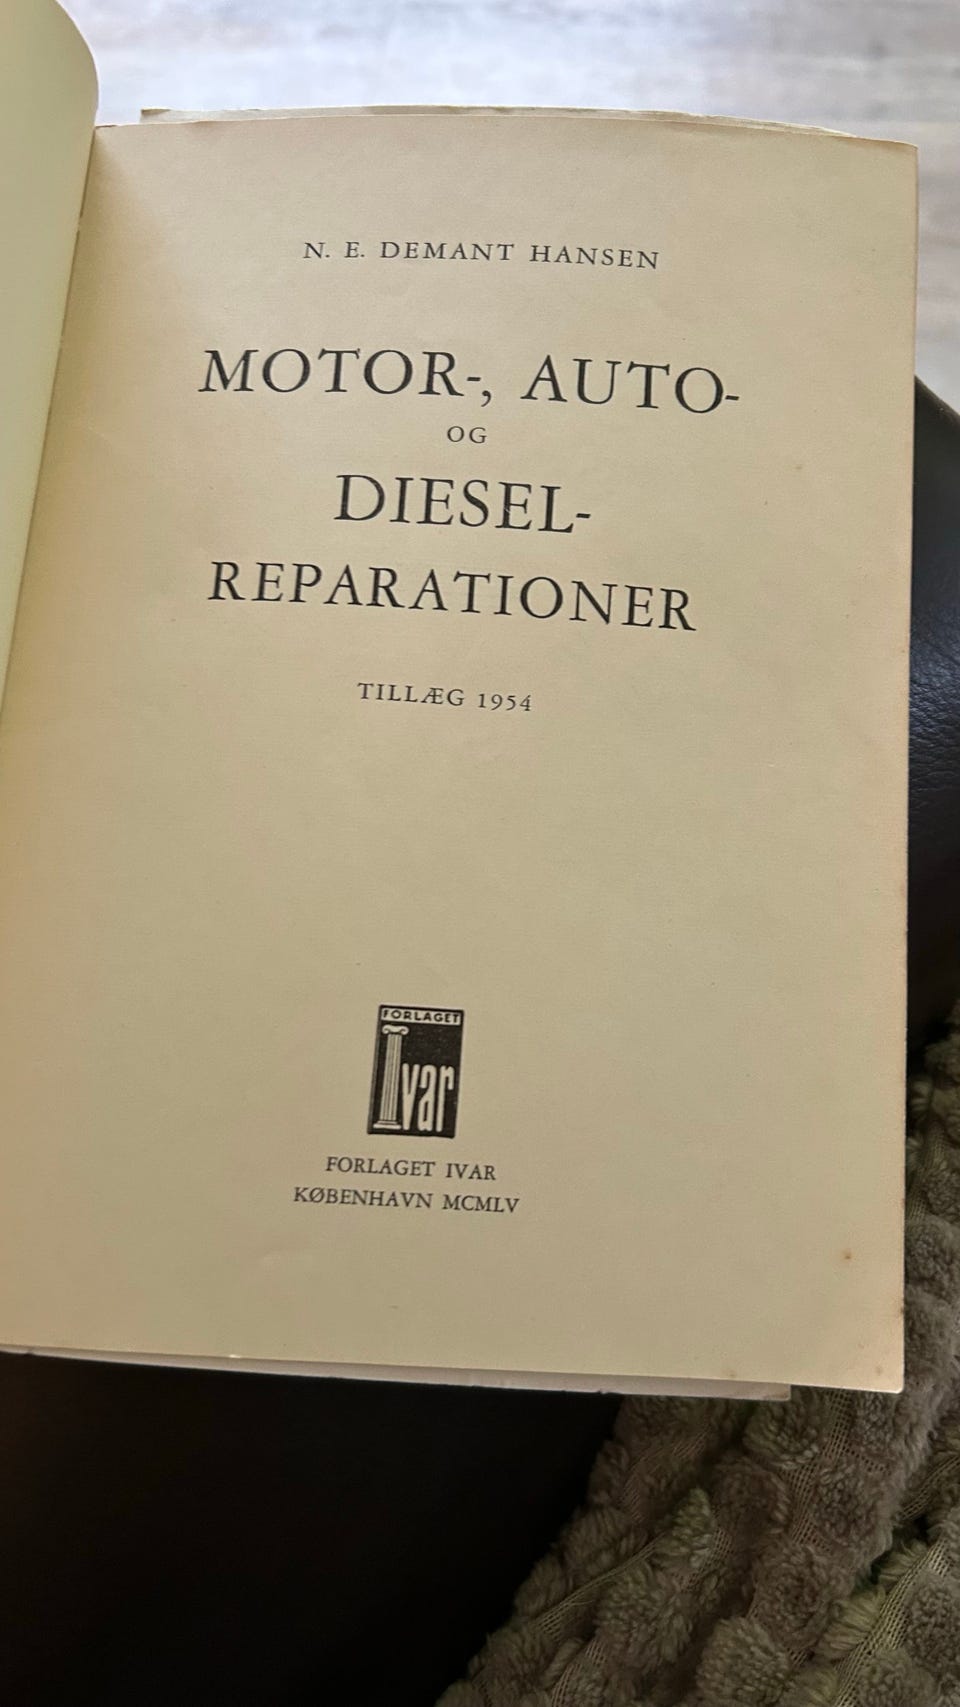 N. E. DEMANT HANSEN
MOTOR-, AUTO-
OG
DIESEL-
REPARATIONER
TILLÆG 1954
FORLAGET
Ivar
FORLAGET IVAR
KØBENHAVN MCMLV